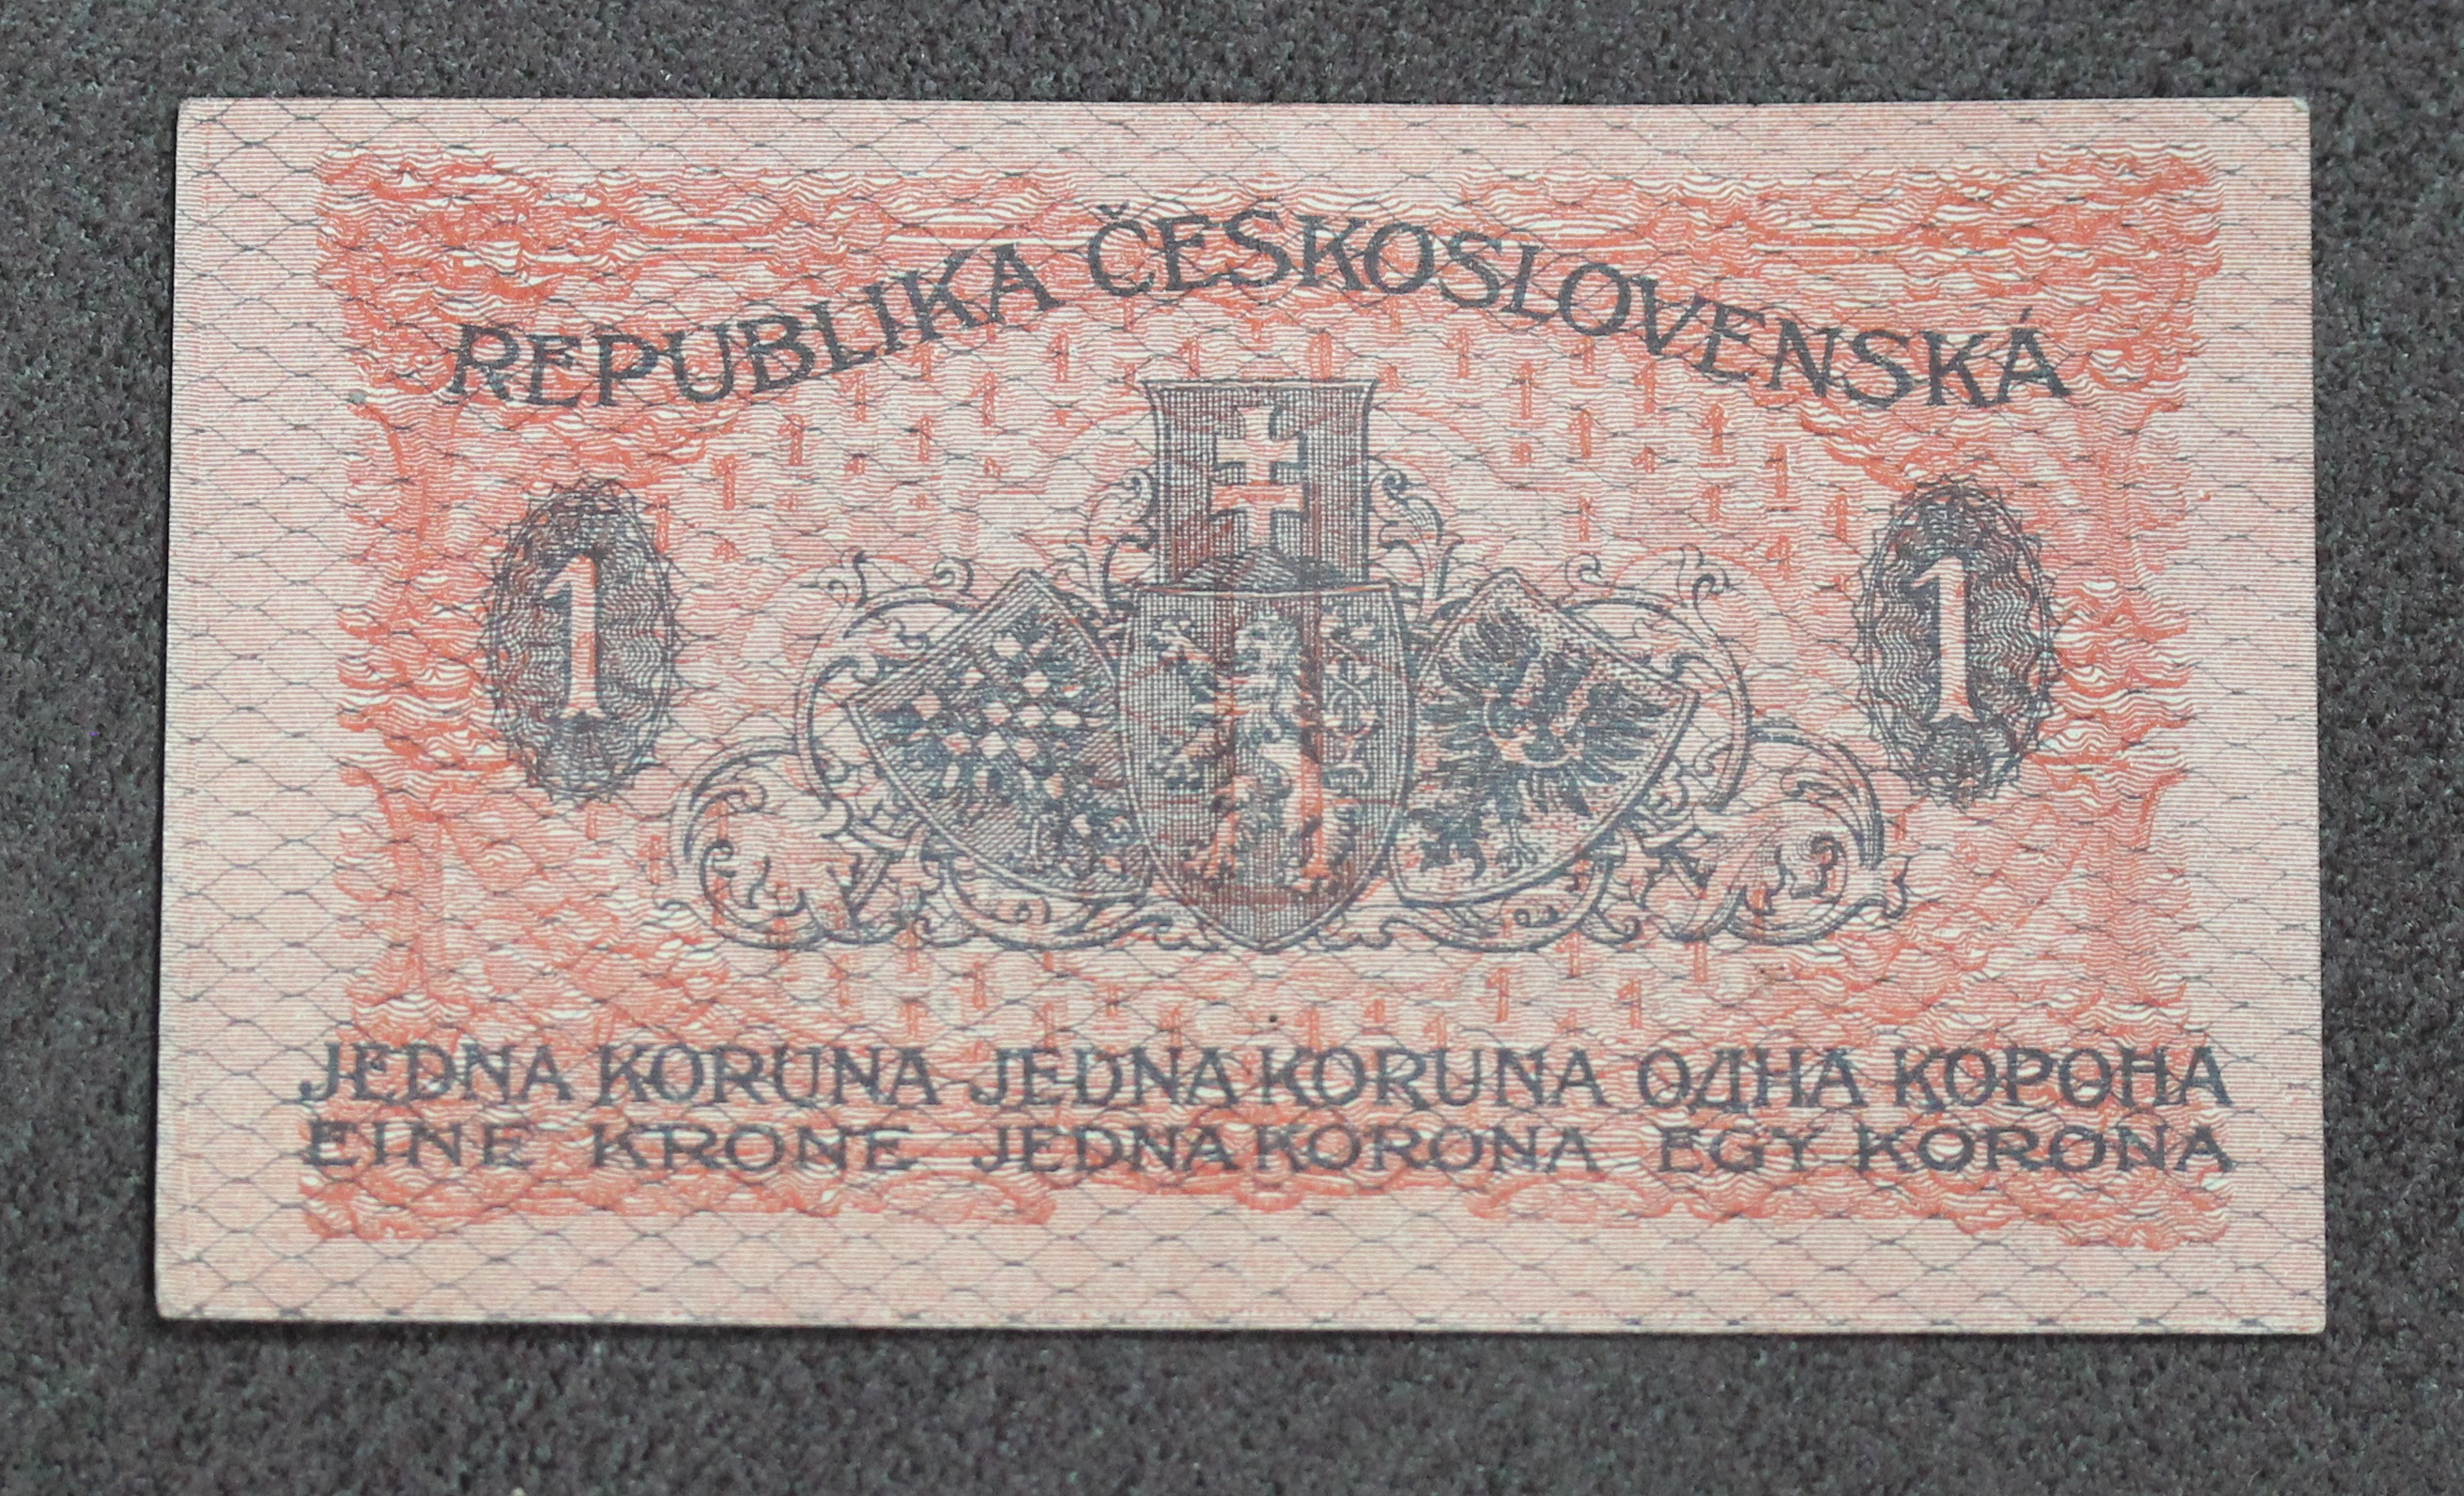 REPUBLIKA ČESKOSLOVENSKÁ
1 1
JEDNA KORUNA JEDNA KORUNA ОДНА КОРОНА
EINE KRONE JEDNA KORONA EGY KORONA